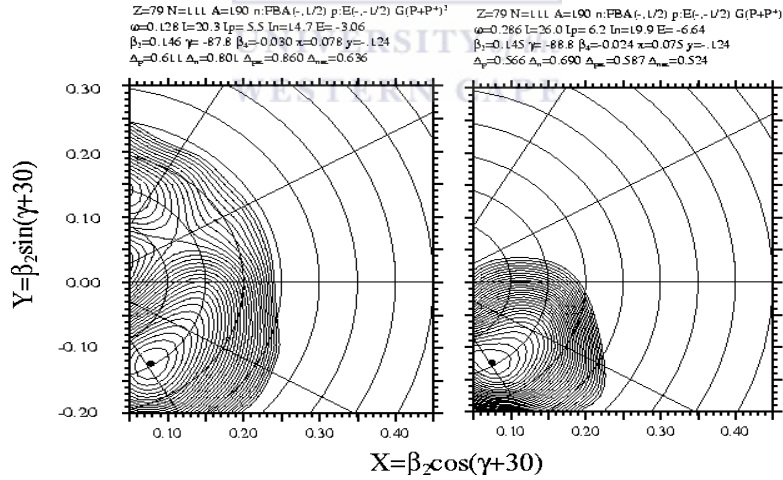 Z=79 N=111 A=190 n:FBA(-,1/2) p:E(-,-1/2) G(P+P⁺)²
ω=0.128 I=20.3 Ip= 5.5 In=14.7 E= -3.06
β₂=0.146 γ= -87.8 β₄=-0.030 x=0.078 y=-.124
Δp=0.611 Δn=0.801 0.860 0.636
Z=79 N=111 A=190 n:FBA(-,1/2) p:E(-,-1/2) G(P+P⁺)
ω=0.286 I=26.0 Ip= 6.2 In=19.9 E= -6.64
β₂=0.145 γ= -88.8 β₄=-0.024 x=0.075 y=-.124
Δp=0.566 Δn=0.690 0.587 0.524
UNIVERSITY
WESTERN CAPE
0.30
0.20
0.10
0.00
-0.10
-0.20
Y=β₂sin(γ+30)
0.10 0.20 0.30 0.40
0.10 0.20 0.30 0.40
X=β₂cos(γ+30)